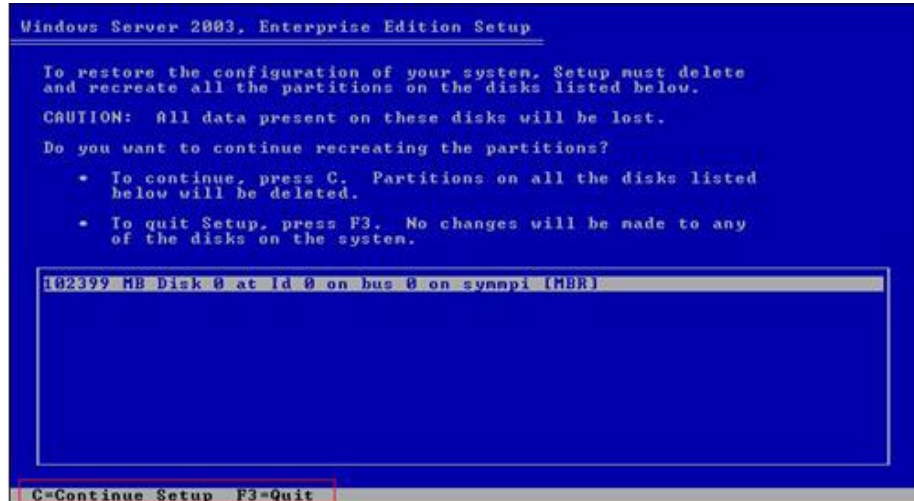 Windows Server 2003, Enterprise Edition Setup
To restore the configuration of your system, Setup must delete
and recreate all the partitions on the disks listed below.
CAUTION: All data present on these disks will be lost.
Do you want to continue recreating the partitions?
• To continue, press C. Partitions on all the disks listed
below will be deleted.
• To quit Setup, press F3. No changes will be made to any
of the disks on the system.
102399 MB Disk 0 at Id 0 on bus 0 on symmpi [MBR]
C=Continue Setup F3=Quit